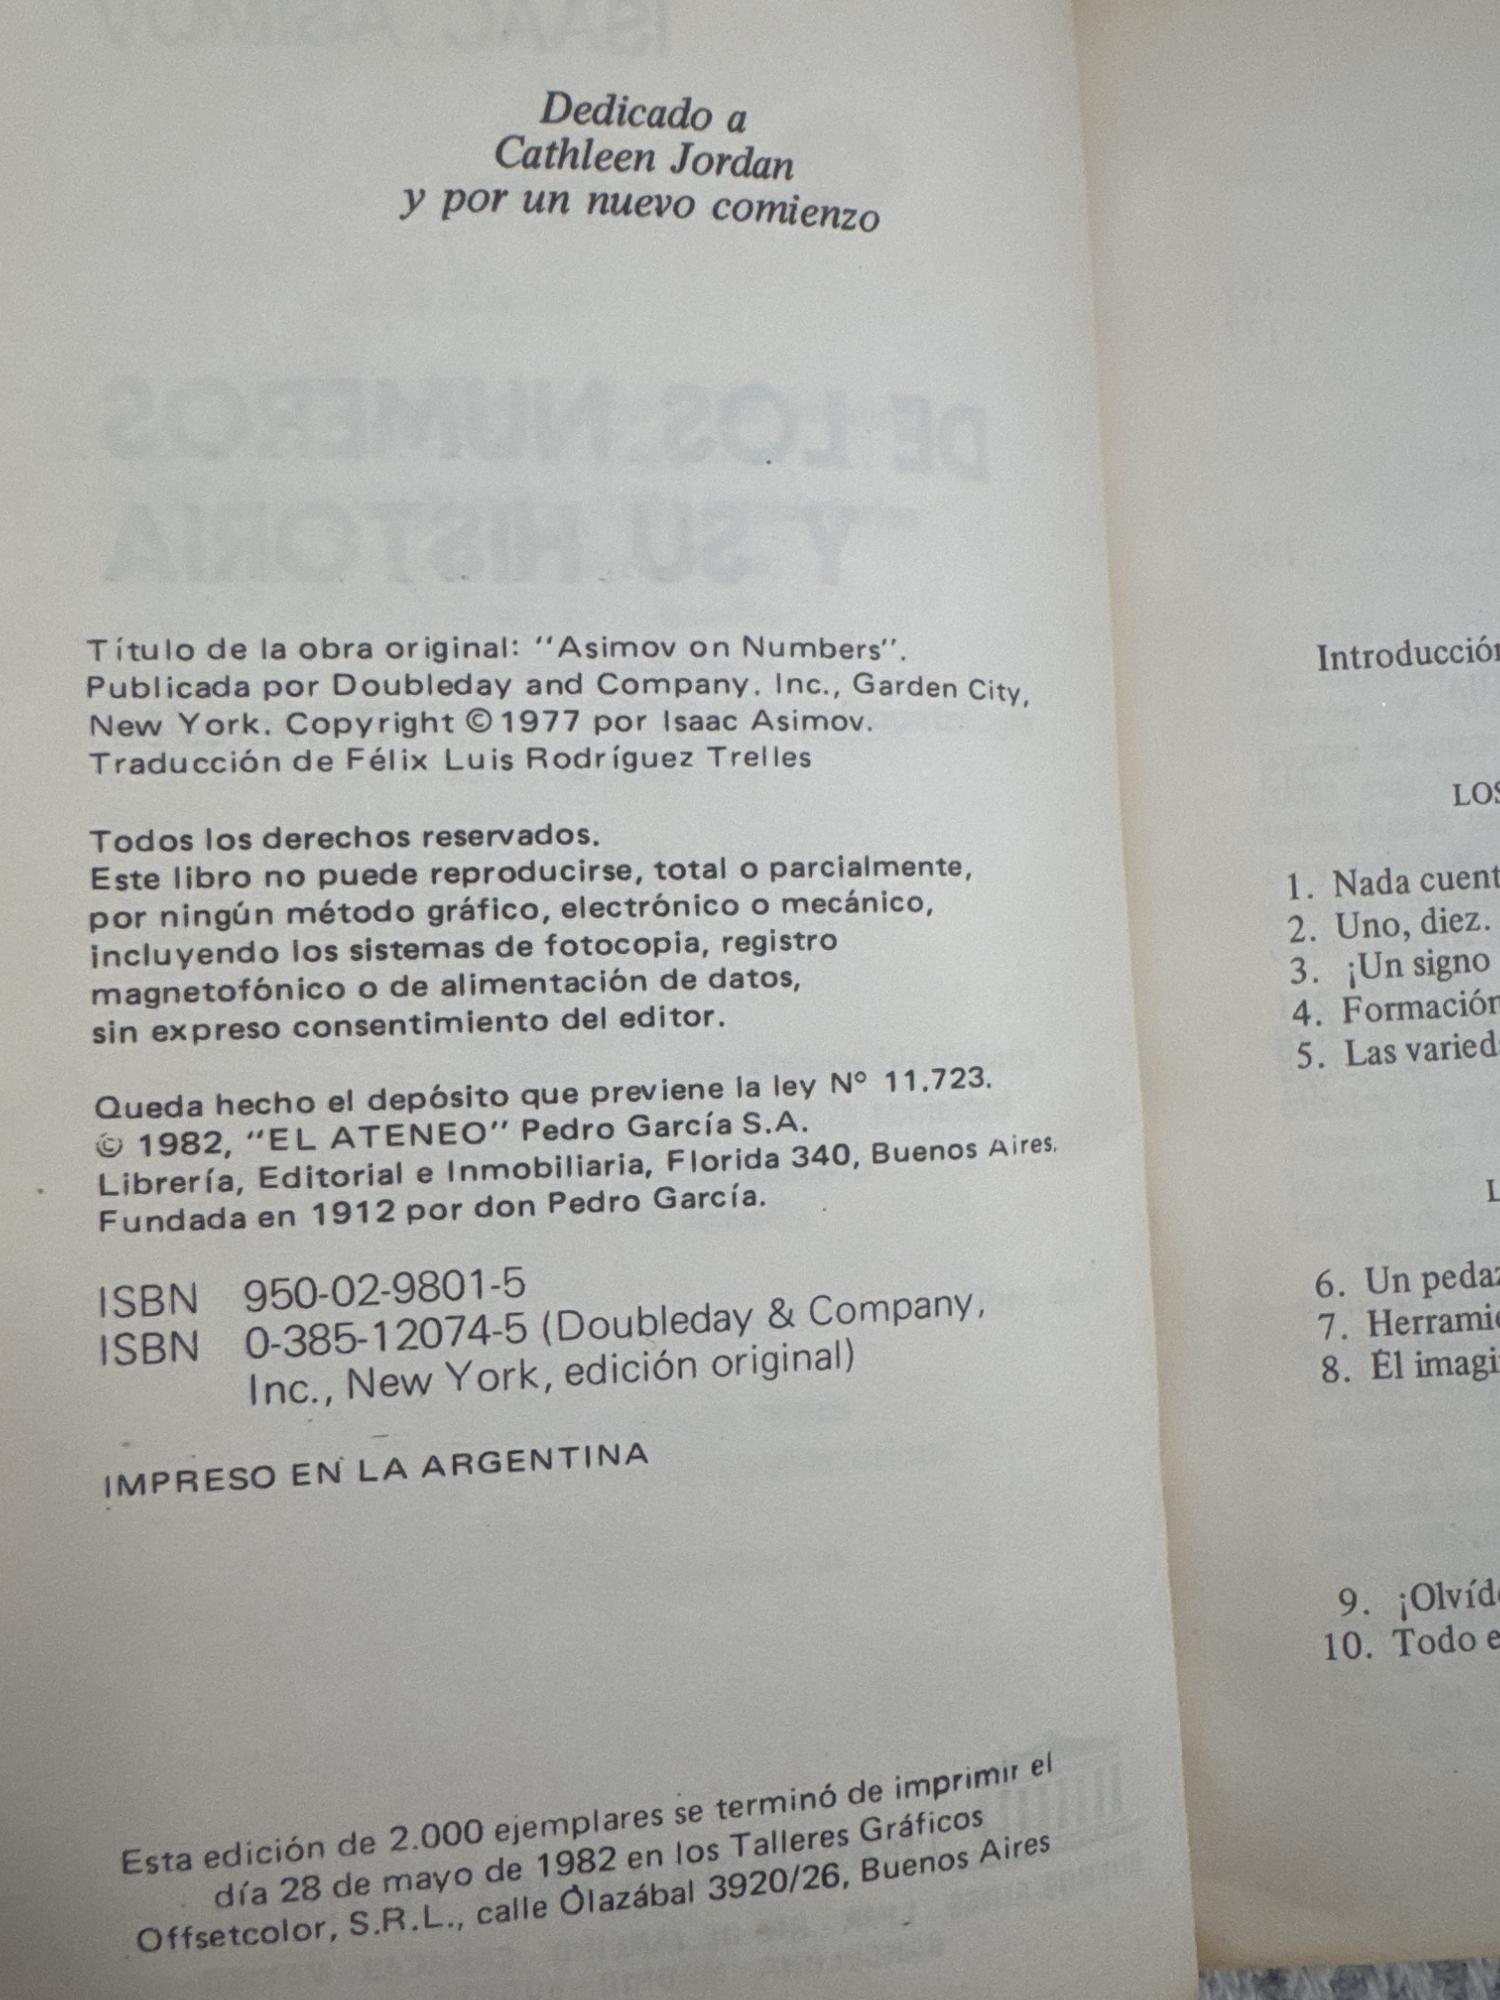 Dedicado a
Cathleen Jordan
y por un nuevo comienzo
Título de la obra original: "Asimov on Numbers".
Publicada por Doubleday and Company. Inc., Garden City,
New York. Copyright © 1977 por Isaac Asimov.
Traducción de Félix Luis Rodríguez Trelles
Todos los derechos reservados.
Este libro no puede reproducirse, total o parcialmente,
por ningún método gráfico, electrónico o mecánico,
incluyendo los sistemas de fotocopia, registro
magnetofónico o de alimentación de datos,
sin expreso consentimiento del editor.
Queda hecho el depósito que previene la ley Nº 11.723.
© 1982, "EL ATENEO" Pedro García S.A.
Librería, Editorial e Inmobiliaria, Florida 340, Buenos Aires.
Fundada en 1912 por don Pedro García.
ISBN 950-02-9801-5
ISBN 0-385-12074-5 (Doubleday & Company,
Inc., New York, edición original)
IMPRESO EN LA ARGENTINA
Esta edición de 2.000 ejemplares se terminó de imprimir el
día 28 de mayo de 1982 en los Talleres Gráficos
Offsetcolor, S.R.L., calle Olazábal 3920/26, Buenos Aires
Introducción
LOS
1. Nada cuent
2. Uno, diez.
3. ¡Un signo
4. Formación
5. Las varied
L
6. Un pedaz
7. Herramie
8. El imagi
9. ¡Olvíd
10. Todo e